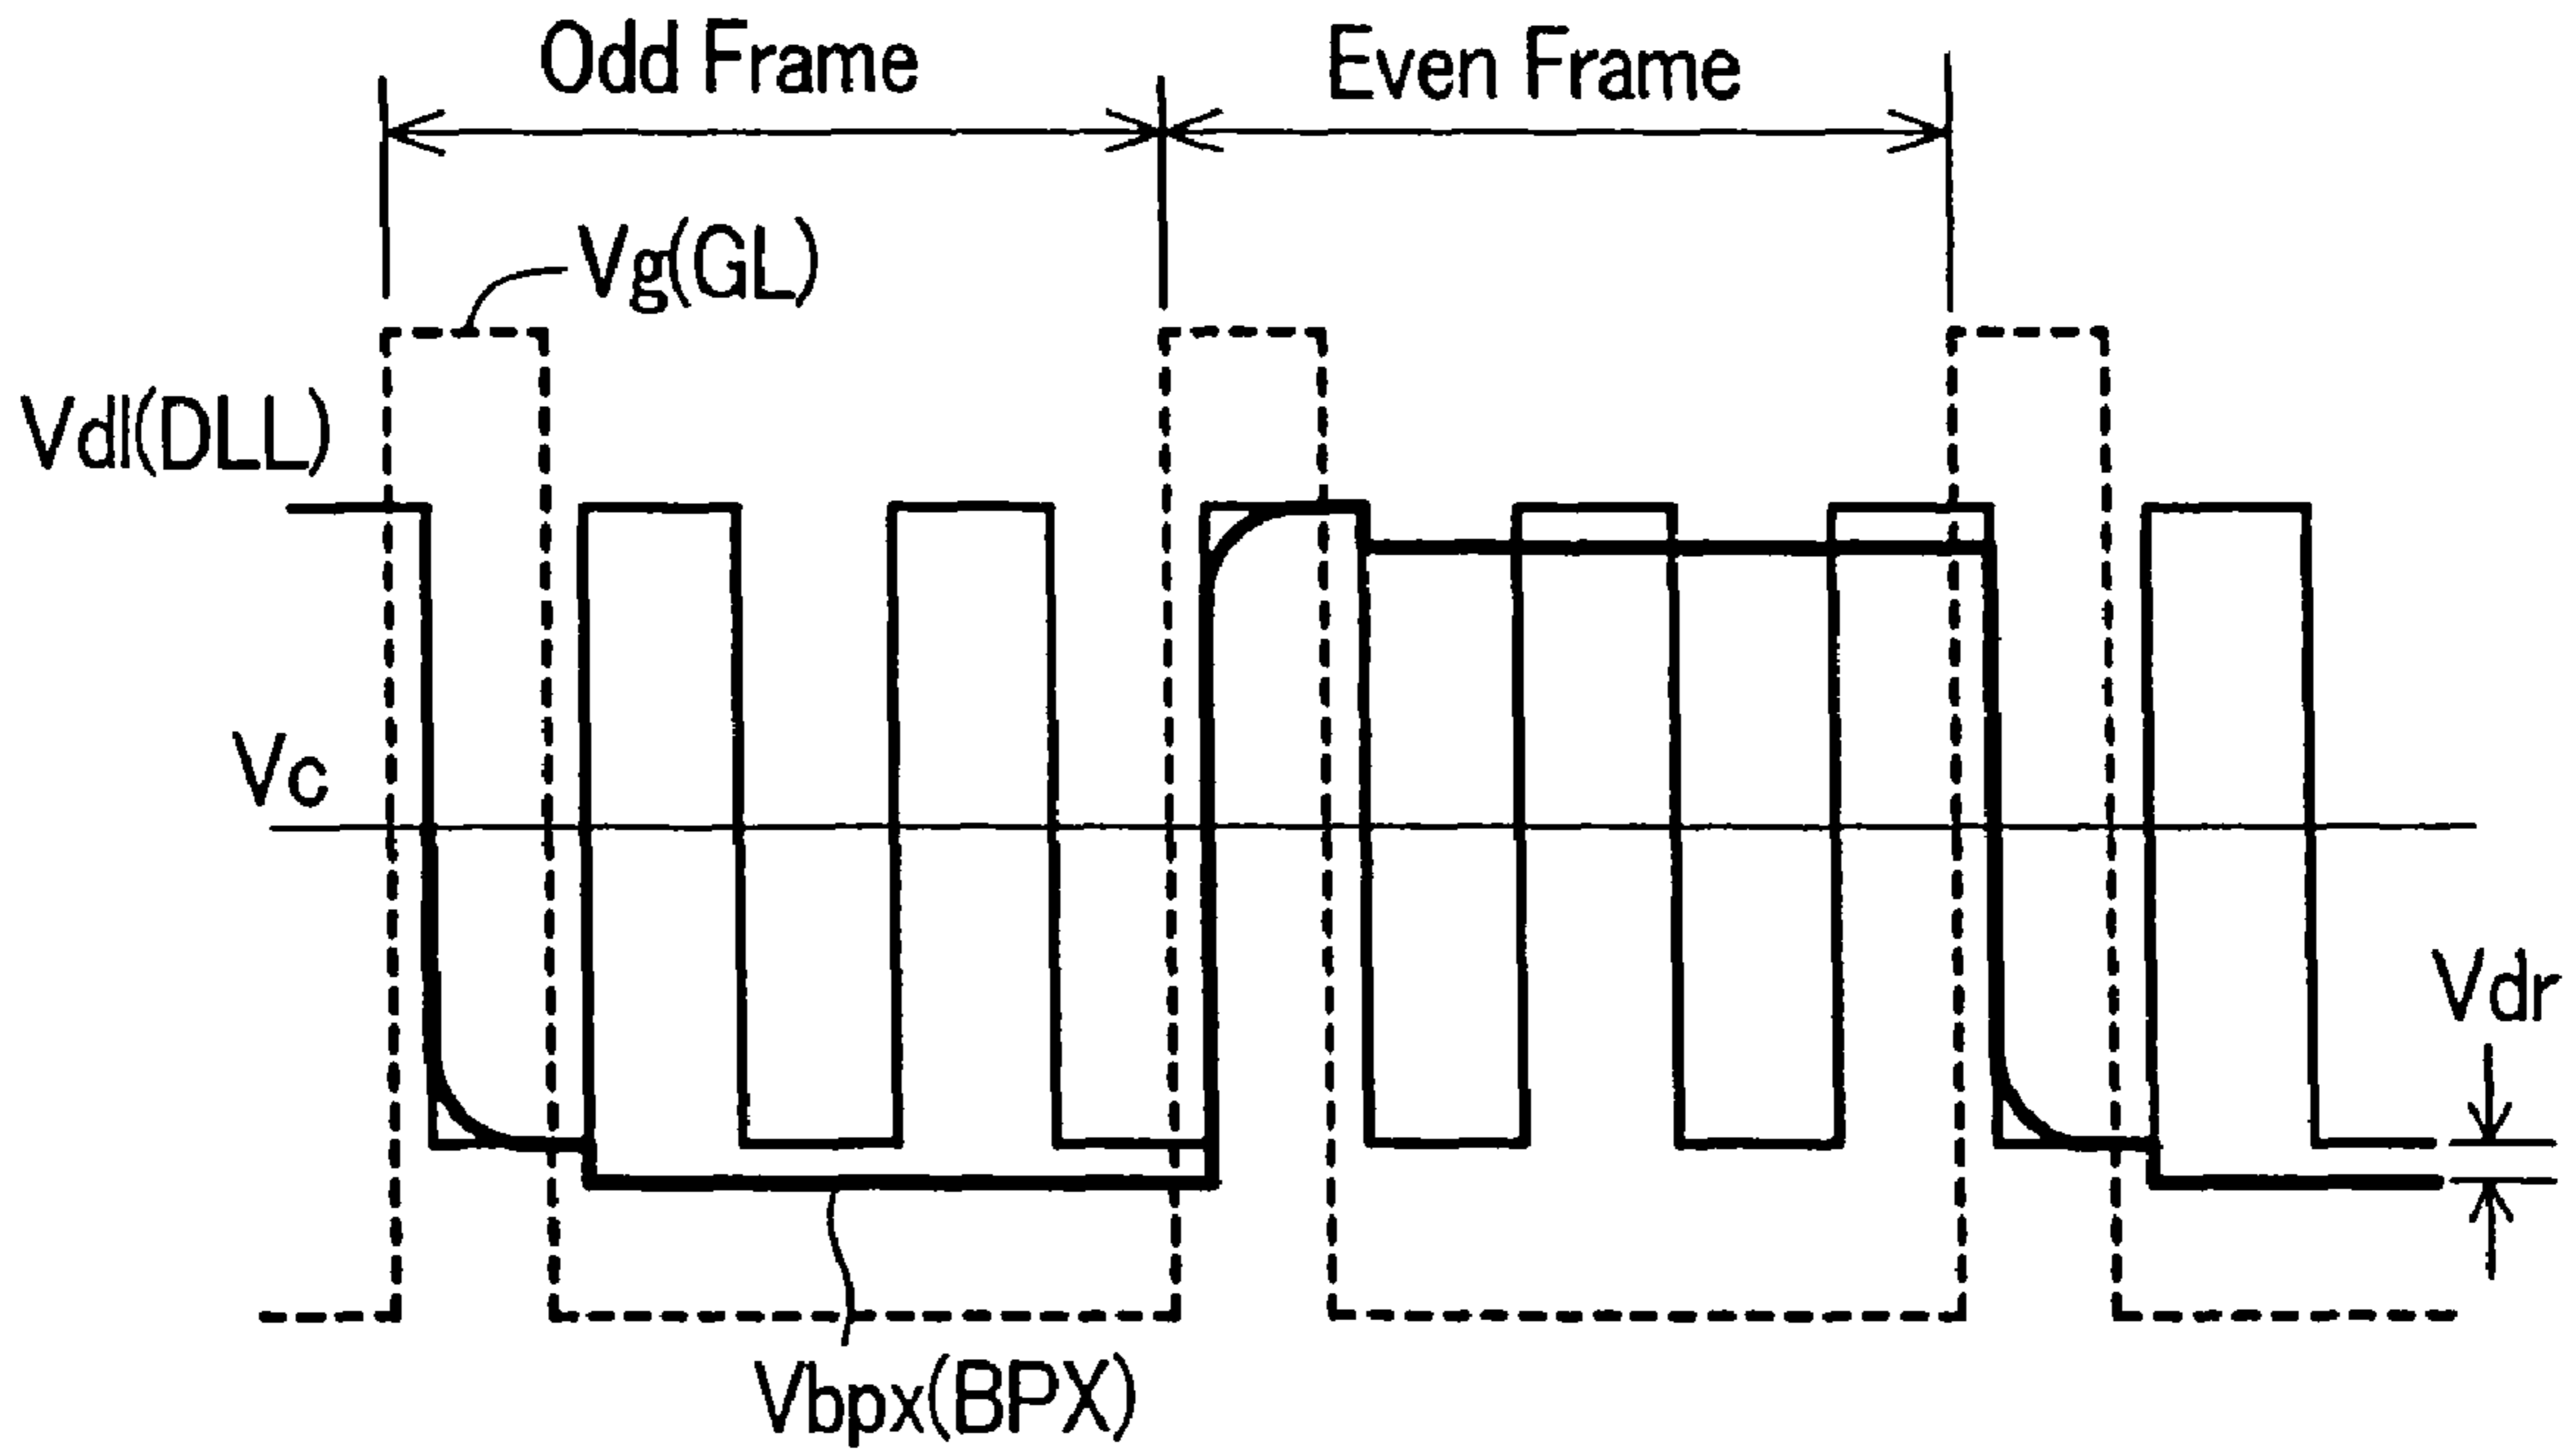 Odd Frame
Even Frame
Vg(GL)
Vdl(DLL)
Vc
Vdr
Vbpx(BPX)